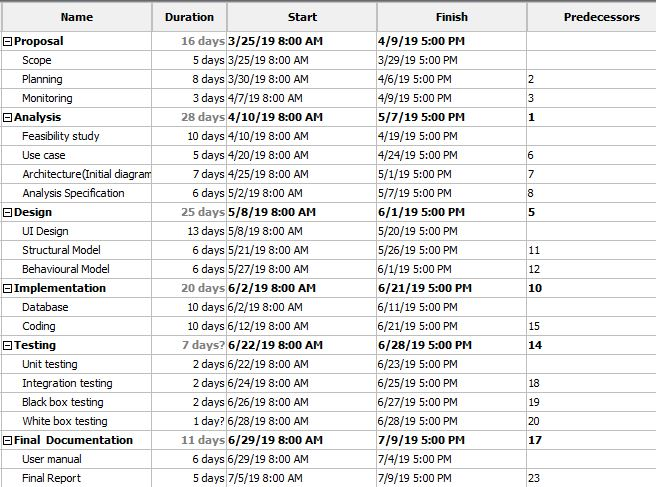 Name Duration Start Finish Predecessors
Proposal 16 days 3/25/19 8:00 AM 4/9/19 5:00 PM
Scope 5 days 3/25/19 8:00 AM 3/29/19 5:00 PM
Planning 8 days 3/30/19 8:00 AM 4/6/19 5:00 PM 2
Monitoring 3 days 4/7/19 8:00 AM 4/9/19 5:00 PM 3
Analysis 28 days 4/10/19 8:00 AM 5/7/19 5:00 PM 1
Feasibility study 10 days 4/10/19 8:00 AM 4/19/19 5:00 PM
Use case 5 days 4/20/19 8:00 AM 4/24/19 5:00 PM 6
Architecture(Initial diagram 7 days 4/25/19 8:00 AM 5/1/19 5:00 PM 7
Analysis Specification 6 days 5/2/19 8:00 AM 5/7/19 5:00 PM 8
Design 25 days 5/8/19 8:00 AM 6/1/19 5:00 PM 5
UI Design 13 days 5/8/19 8:00 AM 5/20/19 5:00 PM
Structural Model 6 days 5/21/19 8:00 AM 5/26/19 5:00 PM 11
Behavioural Model 6 days 5/27/19 8:00 AM 6/1/19 5:00 PM 12
Implementation 20 days 6/2/19 8:00 AM 6/21/19 5:00 PM 10
Database 10 days 6/2/19 8:00 AM 6/11/19 5:00 PM
Coding 10 days 6/12/19 8:00 AM 6/21/19 5:00 PM 15
Testing 7 days? 6/22/19 8:00 AM 6/28/19 5:00 PM 14
Unit testing 2 days 6/22/19 8:00 AM 6/23/19 5:00 PM
Integration testing 2 days 6/24/19 8:00 AM 6/25/19 5:00 PM 18
Black box testing 2 days 6/26/19 8:00 AM 6/27/19 5:00 PM 19
White box testing 1 day? 6/28/19 8:00 AM 6/28/19 5:00 PM 20
Final Documentation 11 days 6/29/19 8:00 AM 7/9/19 5:00 PM 17
User manual 6 days 6/29/19 8:00 AM 7/4/19 5:00 PM
Final Report 5 days 7/5/19 8:00 AM 7/9/19 5:00 PM 23